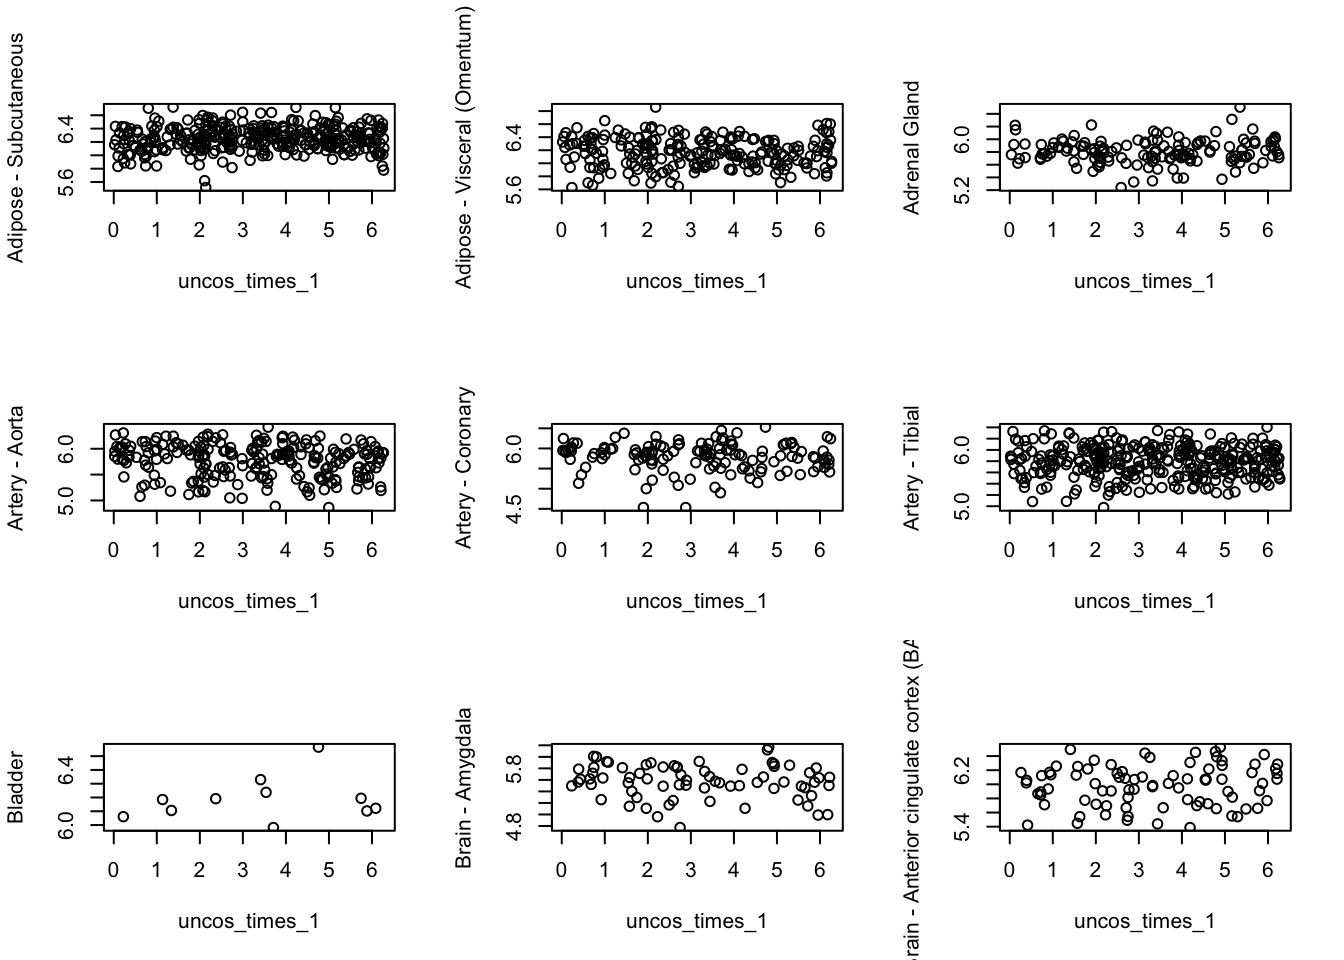 Adipose - Subcutaneous
5.6 6.4
0 1 2 3 4 5 6
uncos_times_1
Adipose - Visceral (Omentum)
5.6 6.4
0 1 2 3 4 5 6
uncos_times_1
Adrenal Gland
5.2 6.0
0 1 2 3 4 5 6
uncos_times_1
Artery - Aorta
5.0 6.0
0 1 2 3 4 5 6
uncos_times_1
Artery - Coronary
4.5 6.0
0 1 2 3 4 5 6
uncos_times_1
Artery - Tibial
5.0 6.0
0 1 2 3 4 5 6
uncos_times_1
Bladder
6.0 6.4
0 1 2 3 4 5 6
uncos_times_1
Brain - Amygdala
4.8 5.8
0 1 2 3 4 5 6
uncos_times_1
rain - Anterior cingulate cortex (BA
5.4 6.2
0 1 2 3 4 5 6
uncos_times_1